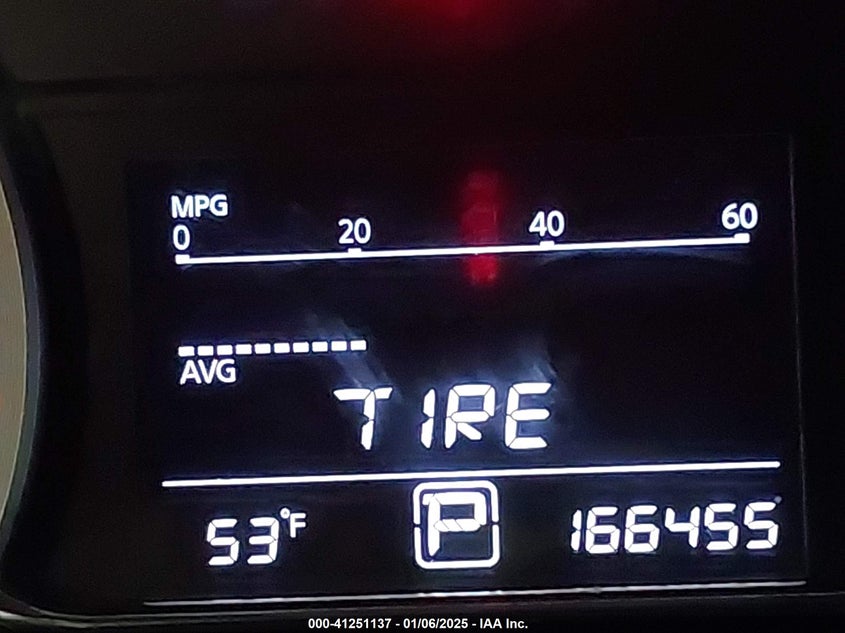 MPG
0 20 40 60
AVG
TIRE
53°F P 166455
000-41251137 - 01/06/2025 - IAA Inc.